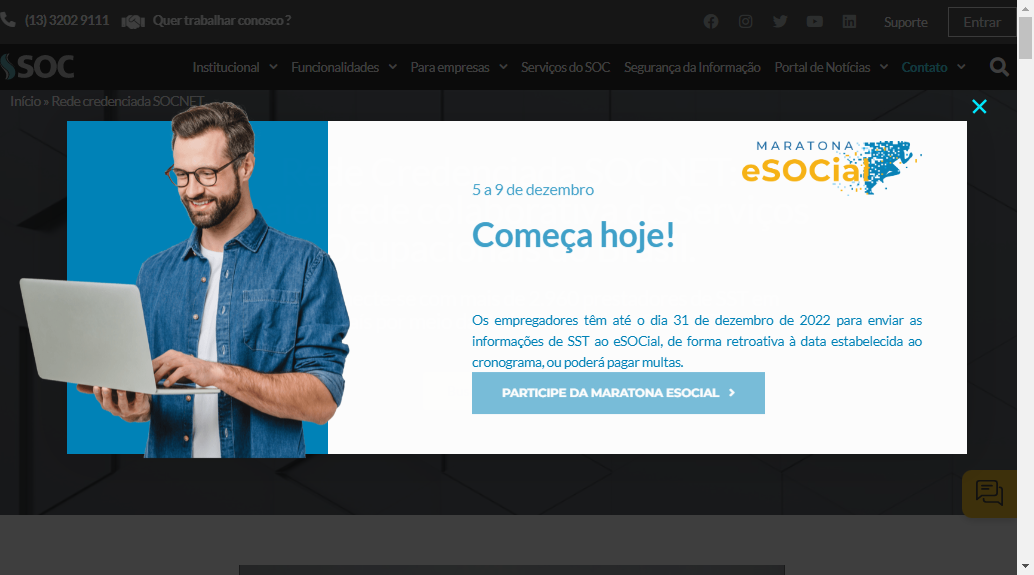 (13) 3202 9111 Quer trabalhar conosco ? Suporte Entrar
SOC Institucional Funcionalidades Para empresas Serviços do SOC Segurança da Informação Portal de Notícias Contato
Início » Rede credenciada SOCNET
MARATONA
eSOCial
5 a 9 de dezembro
Começa hoje!
Os empregadores têm até o dia 31 de dezembro de 2022 para enviar as
informações de SST ao eSOCial, de forma retroativa à data estabelecida ao
cronograma, ou poderá pagar multas.
PARTICIPE DA MARATONA ESOCIAL